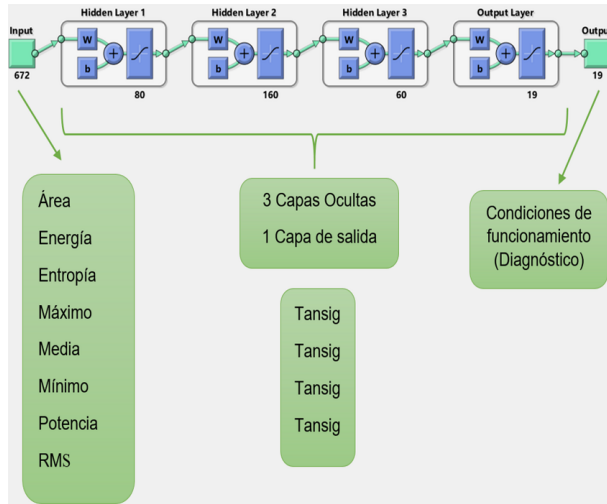 Input
Hidden Layer 1
Hidden Layer 2
Hidden Layer 3
Output Layer
Output
W
b
+
W
b
+
W
b
+
W
b
+
672
80
160
60
19
19
Área
Energía
Entropía
Máximo
Media
Mínimo
Potencia
RMS
3 Capas Ocultas
1 Capa de salida
Tansig
Tansig
Tansig
Tansig
Condiciones de
funcionamiento
(Diagnóstico)